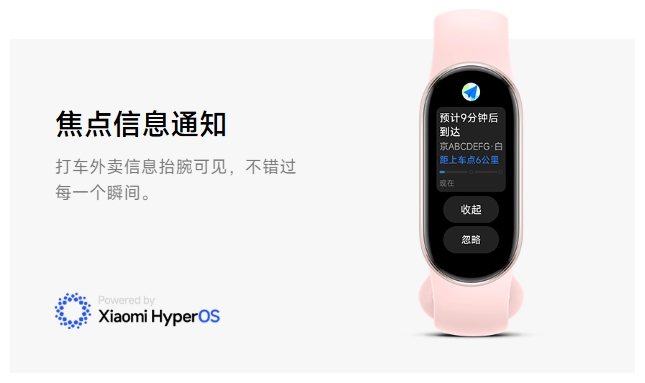 焦点信息通知
打车外卖信息抬腕可见，不错过
每一个瞬间。
Powered by
Xiaomi HyperOS
预计9分钟后
到达
京ABCDEFG·白
距上车点6公里
现在
收起
忽略